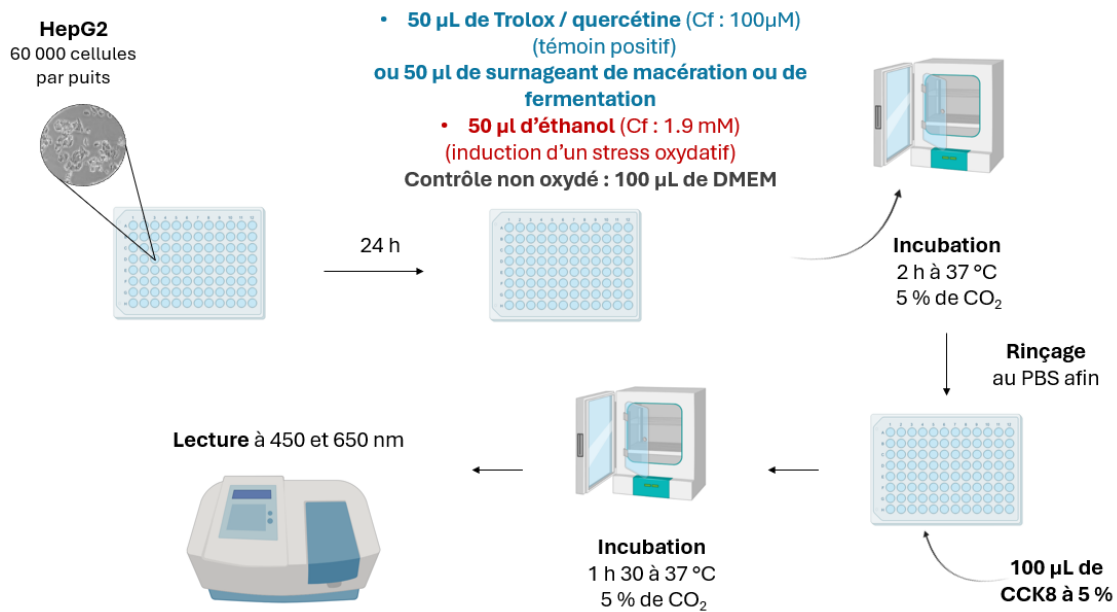 HepG2
60 000 cellules
par puits
• 50 µL de Trolox / quercétine (Cf : 100µM)
(témoin positif)
ou 50 µl de surnageant de macération ou de
fermentation
• 50 µl d’éthanol (Cf : 1.9 mM)
(induction d’un stress oxydatif)
Contrôle non oxydé : 100 µL de DMEM
24 h
Incubation
2 h à 37 °C
5 % de CO₂
Rinçage
au PBS afin
100 µL de
CCK8 à 5 %
Incubation
1 h 30 à 37 °C
5 % de CO₂
Lecture à 450 et 650 nm